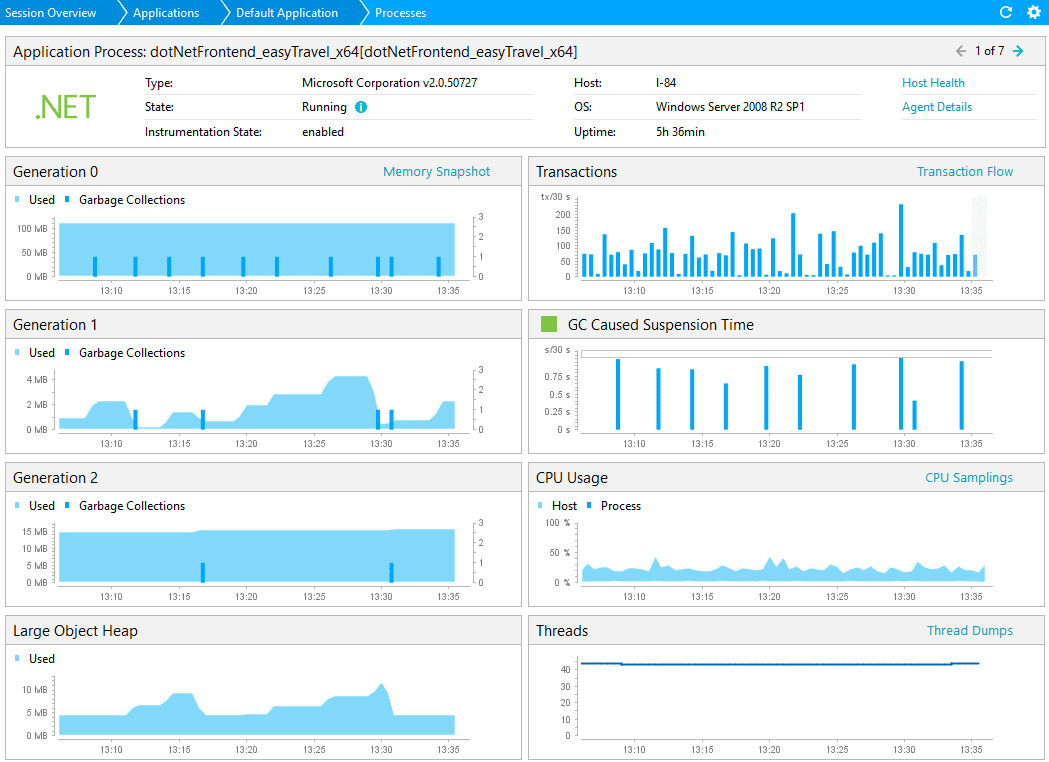 Session Overview Applications Default Application Processes
Application Process: dotNetFrontend_easyTravel_x64[dotNetFrontend_easyTravel_x64] 1 of 7
.NET
Type: Microsoft Corporation v2.0.50727 Host: I-84 Host Health
State: Running OS: Windows Server 2008 R2 SP1 Agent Details
Instrumentation State: enabled Uptime: 5h 36min
Generation 0 Memory Snapshot
Used Garbage Collections
100 MB
50 MB
0 MB
3
2
1
0
13:10 13:15 13:20 13:25 13:30 13:35
Transactions Transaction Flow
tx/30 s
200
150
100
50
0
13:10 13:15 13:20 13:25 13:30 13:35
Generation 1
Used Garbage Collections
4 MB
2 MB
0 MB
3
2
1
0
13:10 13:15 13:20 13:25 13:30 13:35
GC Caused Suspension Time
s/30 s
0.75 s
0.5 s
0.25 s
0 s
13:10 13:15 13:20 13:25 13:30 13:35
Generation 2
Used Garbage Collections
15 MB
10 MB
5 MB
0 MB
3
2
1
0
13:10 13:15 13:20 13:25 13:30 13:35
CPU Usage CPU Samplings
Host Process
100 %
50 %
0 %
13:10 13:15 13:20 13:25 13:30 13:35
Large Object Heap
Used
10 MB
5 MB
0 MB
13:10 13:15 13:20 13:25 13:30 13:35
Threads Thread Dumps
40
30
20
10
0
13:10 13:15 13:20 13:25 13:30 13:35